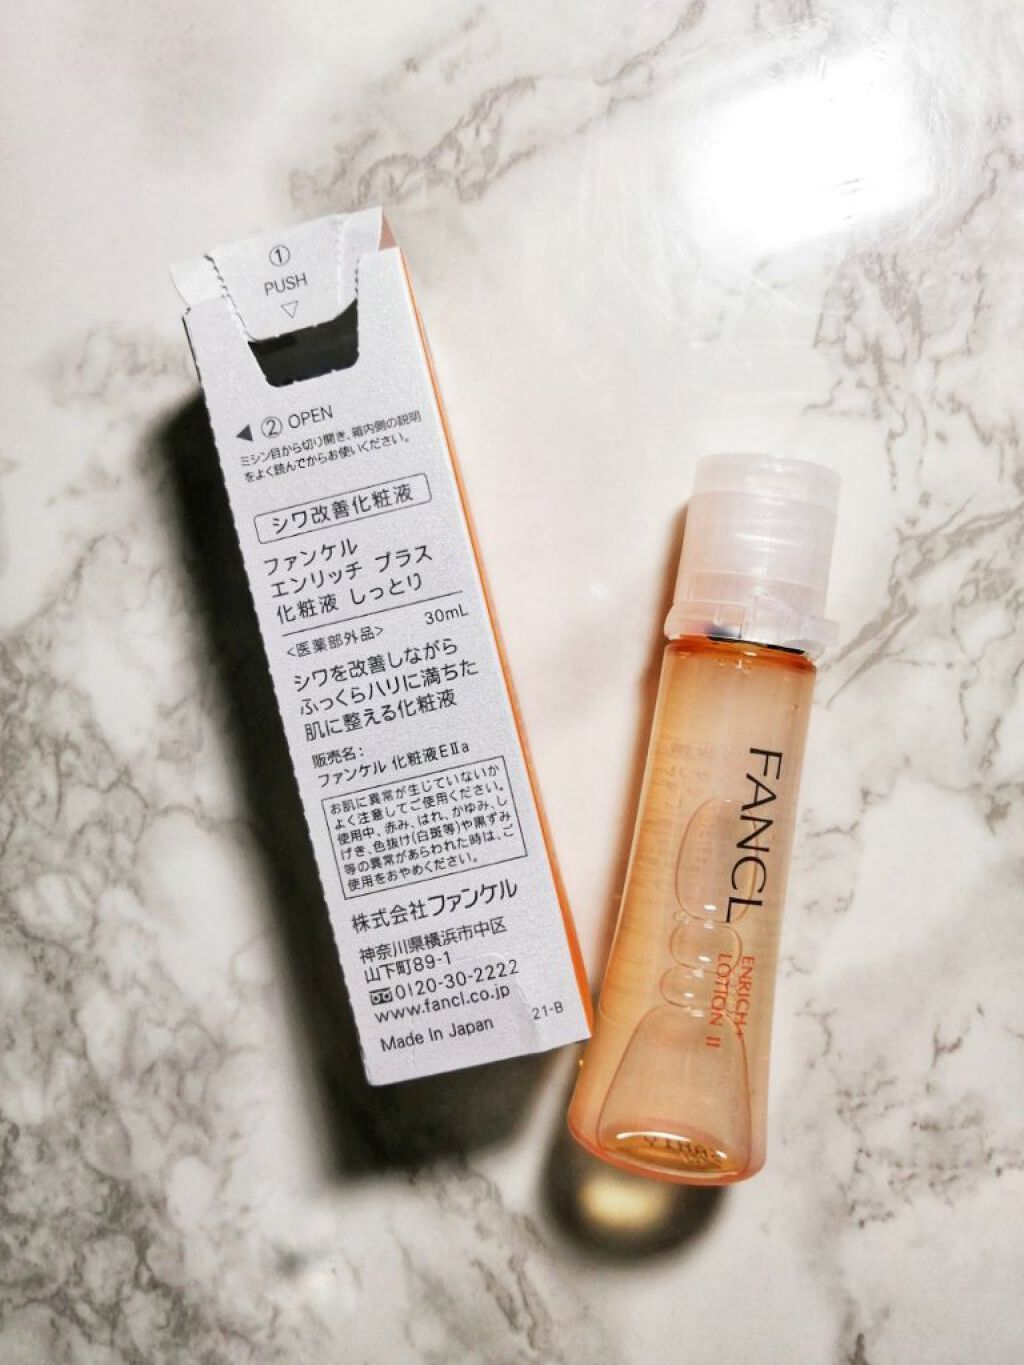 ①
PUSH
▽
◀ ② OPEN
ミシン目から切り開き、箱内側の説明
をよく読んでからお使いください。
シワ改善化粧液
ファンケル
エンリッチ プラス
化粧液 しっとり
30mL
<医薬部外品>
シワを改善しながら
ふっくらハリに満ちた
肌に整える化粧液
販売名:
ファンケル 化粧液EⅡa
お肌に異常が生じていないか
よく注意してご使用ください。
使用中、赤み、はれ、かゆみ、し
げき、色抜け(白斑等)や黒ずみ
等の異常があらわれた時は、ご
使用をおやめください。
株式会社ファンケル
神奈川県横浜市中区
山下町89-1
0120-30-2222
www.fancl.co.jp
Made In Japan
21-B
FANCL
ENRICH+
LOTION II